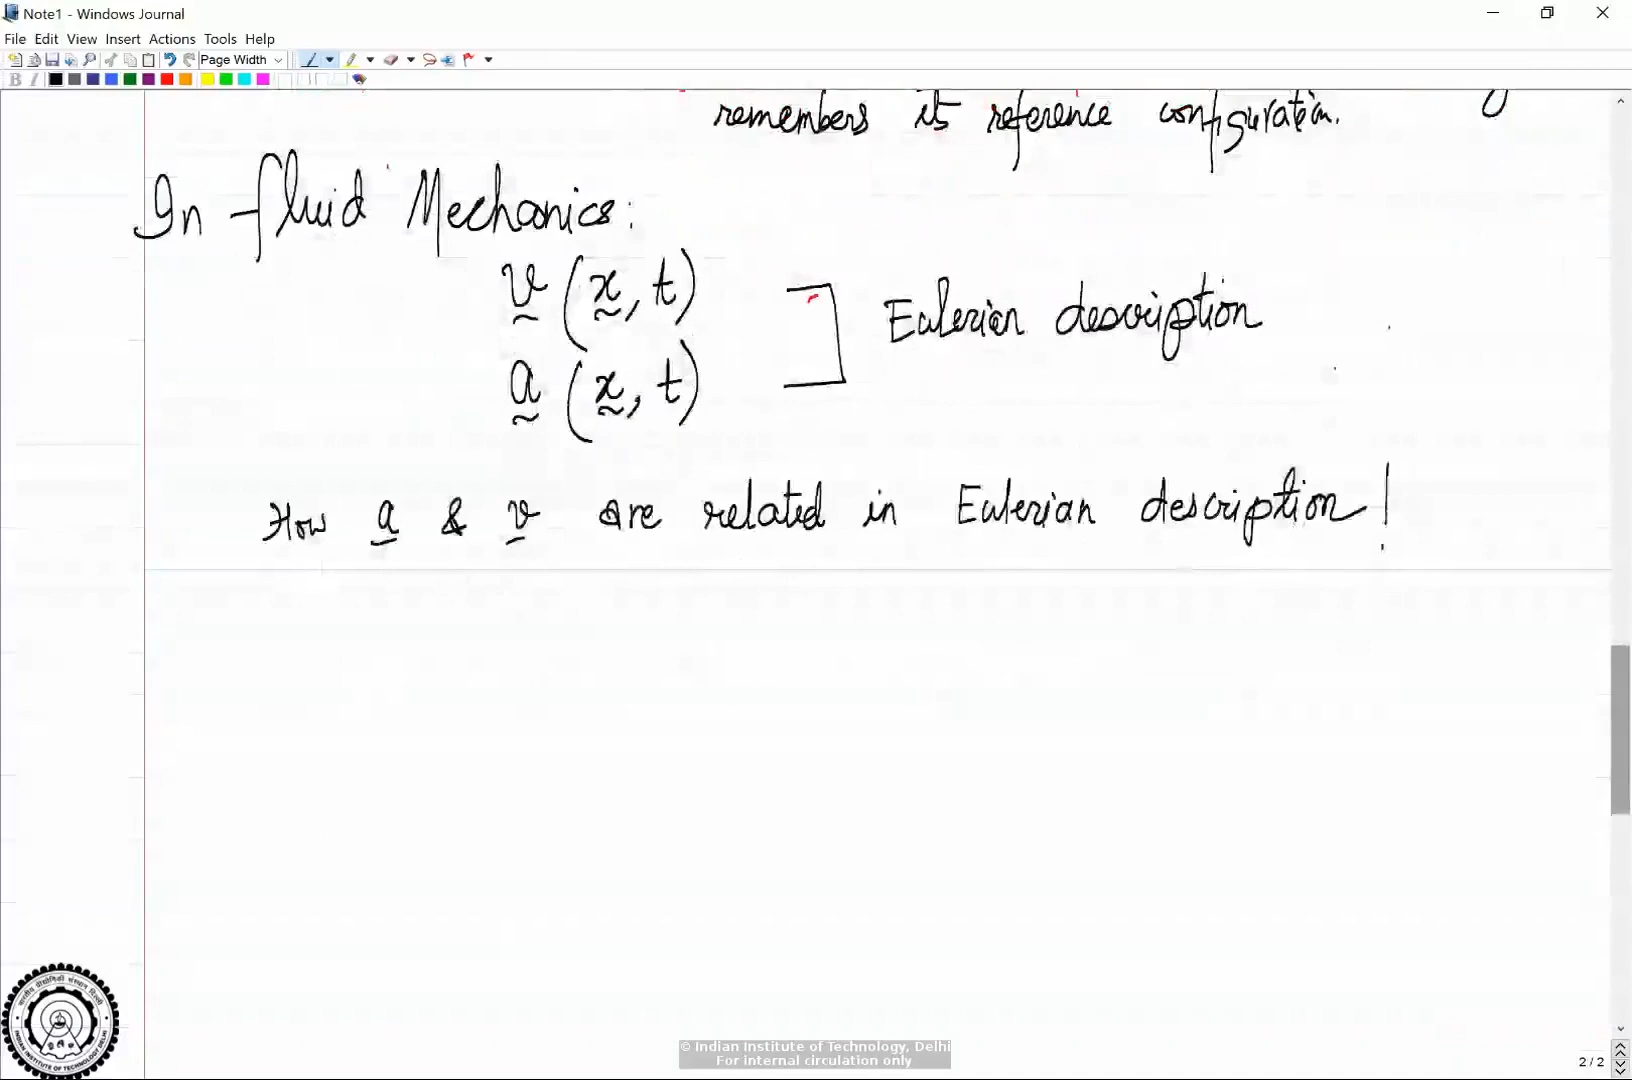 Note1 - Windows Journal
File Edit View Insert Actions Tools Help
Page Width
B I
remembers its reference configuration.
In fluid Mechanics:
v (x, t)
a (x, t)
Eulerian description
How a & v are related in Eulerian description!
© Indian Institute of Technology, Delhi
For internal circulation only
2 / 2